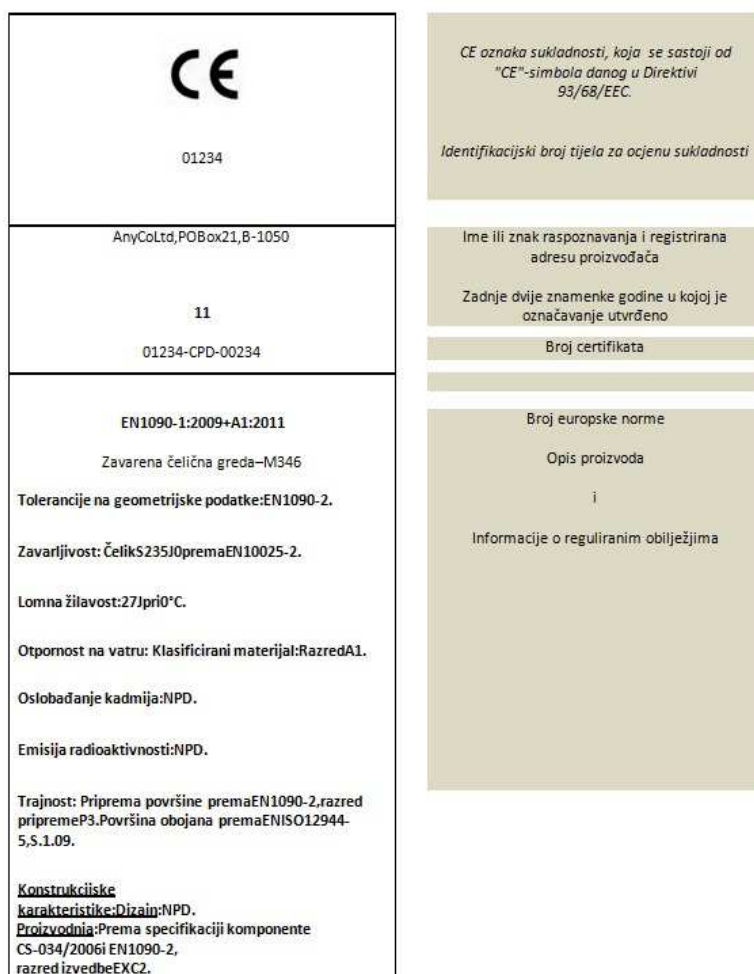 CE
01234
CE oznaka sukladnosti, koja se sastoji od
"CE"-simbola danog u Direktivi
93/68/EEC.
Identifikacijski broj tijela za ocjenu sukladnosti
AnyCoLtd,POBox21,B-1050
11
01234-CPD-00234
Ime ili znak raspoznavanja i registrirana
adresu proizvođača
Zadnje dvije znamenke godine u kojoj je
označavanje utvrđeno
Broj certifikata
EN1090-1:2009+A1:2011
Zavarena čelična greda–M346
Tolerancije na geometrijske podatke:EN1090-2.
Zavarljivost: ČelikS235J0premaEN10025-2.
Lomna žilavost:27Jpri0°C.
Otpornost na vatru: Klasificirani materijal:RazredA1.
Oslobađanje kadmija:NPD.
Emisija radioaktivnosti:NPD.
Trajnost: Priprema površine premaEN1090-2,razred
pripremeP3.Površina obojana premaENISO12944-
5,S.1.09.
Konstrukcijske
karakteristike:Dizain:NPD.
Proizvodnja:Prema specifikaciji komponente
CS-034/2006i EN1090-2,
razred izvedbeEXC2.
Broj europske norme
Opis proizvoda
i
Informacije o reguliranim obilježjima